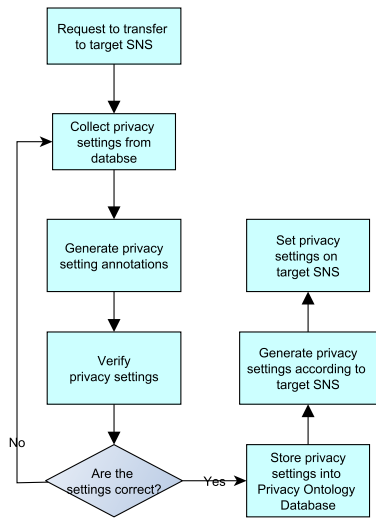 Request to transfer
to target SNS
Collect privacy
settings from
databse
Generate privacy
setting annotations
Verify
privacy settings
Are the
settings correct?
No
Yes
Store privacy
settings into
Privacy Ontology
Database
Generate privacy
settings according to
target SNS
Set privacy
settings on
target SNS